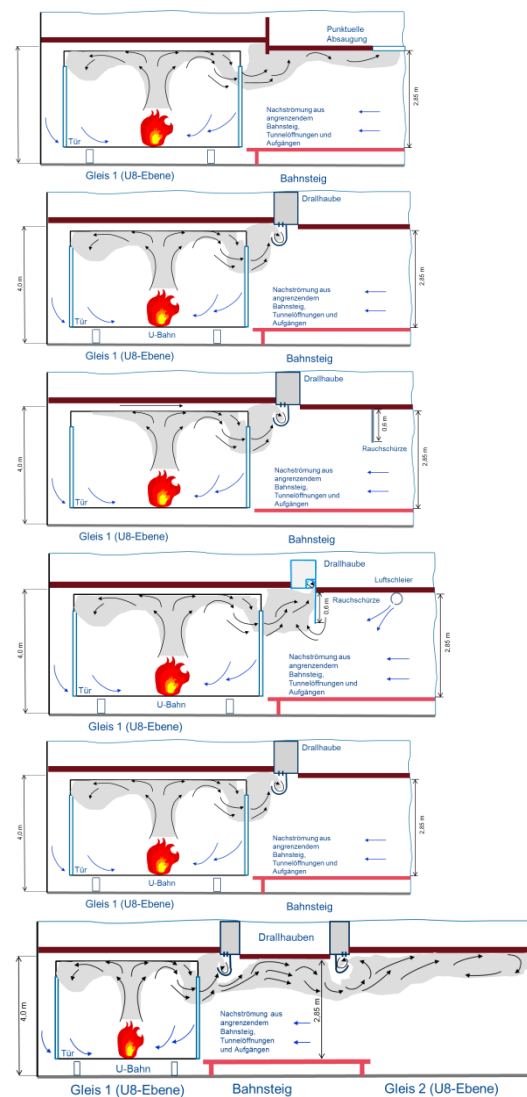 Punktuelle
Absaugung
Nachströmung aus
angrenzendem
Bahnsteig,
Tunnelöffnungen und
Aufgängen
2,85 m
Tür
Gleis 1 (U8-Ebene)
Bahnsteig
Drallhaube
4,0 m
Nachströmung aus
angrenzendem
Bahnsteig,
Tunnelöffnungen und
Aufgängen
2,85 m
Tür
U-Bahn
Gleis 1 (U8-Ebene)
Bahnsteig
Drallhaube
0,6 m
Rauchschürze
4,0 m
Nachströmung aus
angrenzendem
Bahnsteig,
Tunnelöffnungen und
Aufgängen
2,85 m
Tür
Gleis 1 (U8-Ebene)
Bahnsteig
Drallhaube
Luftschleier
Rauchschürze
0,6 m
4,0 m
Nachströmung aus
angrenzendem
Bahnsteig,
Tunnelöffnungen und
Aufgängen
2,85 m
Tür
U-Bahn
Gleis 1 (U8-Ebene)
Bahnsteig
Drallhaube
4,0 m
Nachströmung aus
angrenzendem
Bahnsteig,
Tunnelöffnungen und
Aufgängen
2,85 m
Tür
U-Bahn
Gleis 1 (U8-Ebene)
Bahnsteig
Drallhauben
4,0 m
Nachströmung aus
angrenzendem
Bahnsteig,
Tunnelöffnungen
und Aufgängen
2,85 m
Tür
U-Bahn
Gleis 1 (U8-Ebene)
Bahnsteig
Gleis 2 (U8-Ebene)